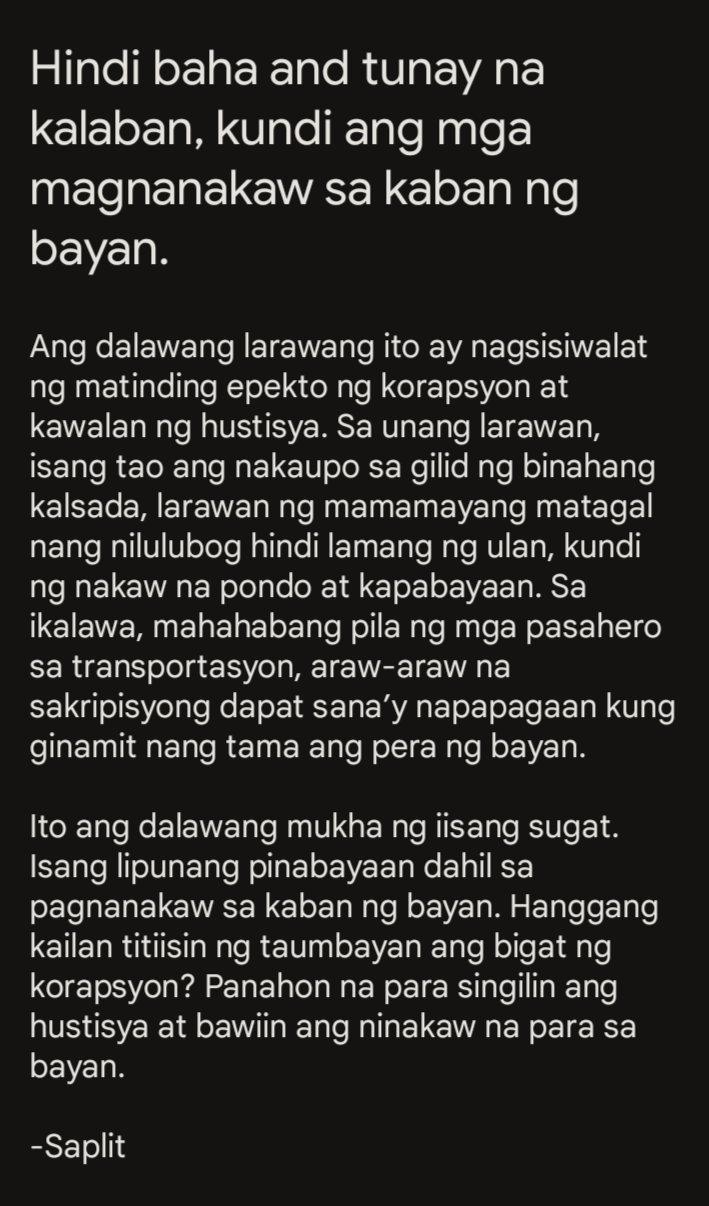 Hindi baha and tunay na
kalaban, kundi ang mga
magnanakaw sa kaban ng
bayan.
Ang dalawang larawang ito ay nagsisiwalat
ng matinding epekto ng korapsyon at
kawalan ng hustisya. Sa unang larawan,
isang tao ang nakaupo sa gilid ng binahang
kalsada, larawan ng mamamayang matagal
nang nilulubog hindi lamang ng ulan, kundi
ng nakaw na pondo at kapabayaan. Sa
ikalawa, mahahabang pila ng mga pasahero
sa transportasyon, araw-araw na
sakripisyong dapat sana’y napapagaan kung
ginamit nang tama ang pera ng bayan.
Ito ang dalawang mukha ng iisang sugat.
Isang lipunang pinabayaan dahil sa
pagnanakaw sa kaban ng bayan. Hanggang
kailan titiisin ng taumbayan ang bigat ng
korapsyon? Panahon na para singilin ang
hustisya at bawiin ang ninakaw na para sa
bayan.
-Saplit